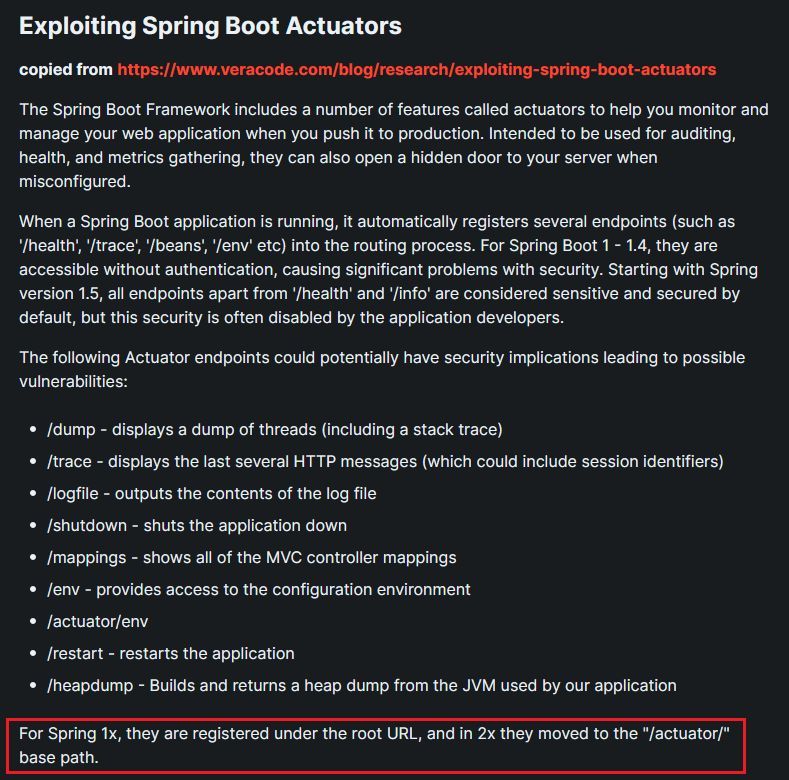 Exploiting Spring Boot Actuators
copied from https://www.veracode.com/blog/research/exploiting-spring-boot-actuators
The Spring Boot Framework includes a number of features called actuators to help you monitor and
manage your web application when you push it to production. Intended to be used for auditing,
health, and metrics gathering, they can also open a hidden door to your server when
misconfigured.
When a Spring Boot application is running, it automatically registers several endpoints (such as
'/health', '/trace', '/beans', '/env' etc) into the routing process. For Spring Boot 1 - 1.4, they are
accessible without authentication, causing significant problems with security. Starting with Spring
version 1.5, all endpoints apart from '/health' and '/info' are considered sensitive and secured by
default, but this security is often disabled by the application developers.
The following Actuator endpoints could potentially have security implications leading to possible
vulnerabilities:
• /dump - displays a dump of threads (including a stack trace)
• /trace - displays the last several HTTP messages (which could include session identifiers)
• /logfile - outputs the contents of the log file
• /shutdown - shuts the application down
• /mappings - shows all of the MVC controller mappings
• /env - provides access to the configuration environment
• /actuator/env
• /restart - restarts the application
• /heapdump - Builds and returns a heap dump from the JVM used by our application
For Spring 1x, they are registered under the root URL, and in 2x they moved to the "/actuator/"
base path.